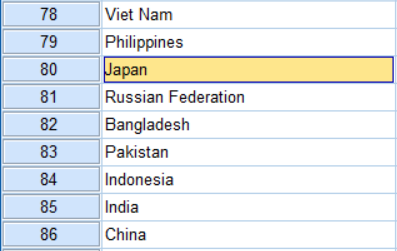 78 Viet Nam
79 Philippines
80 Japan
81 Russian Federation
82 Bangladesh
83 Pakistan
84 Indonesia
85 India
86 China